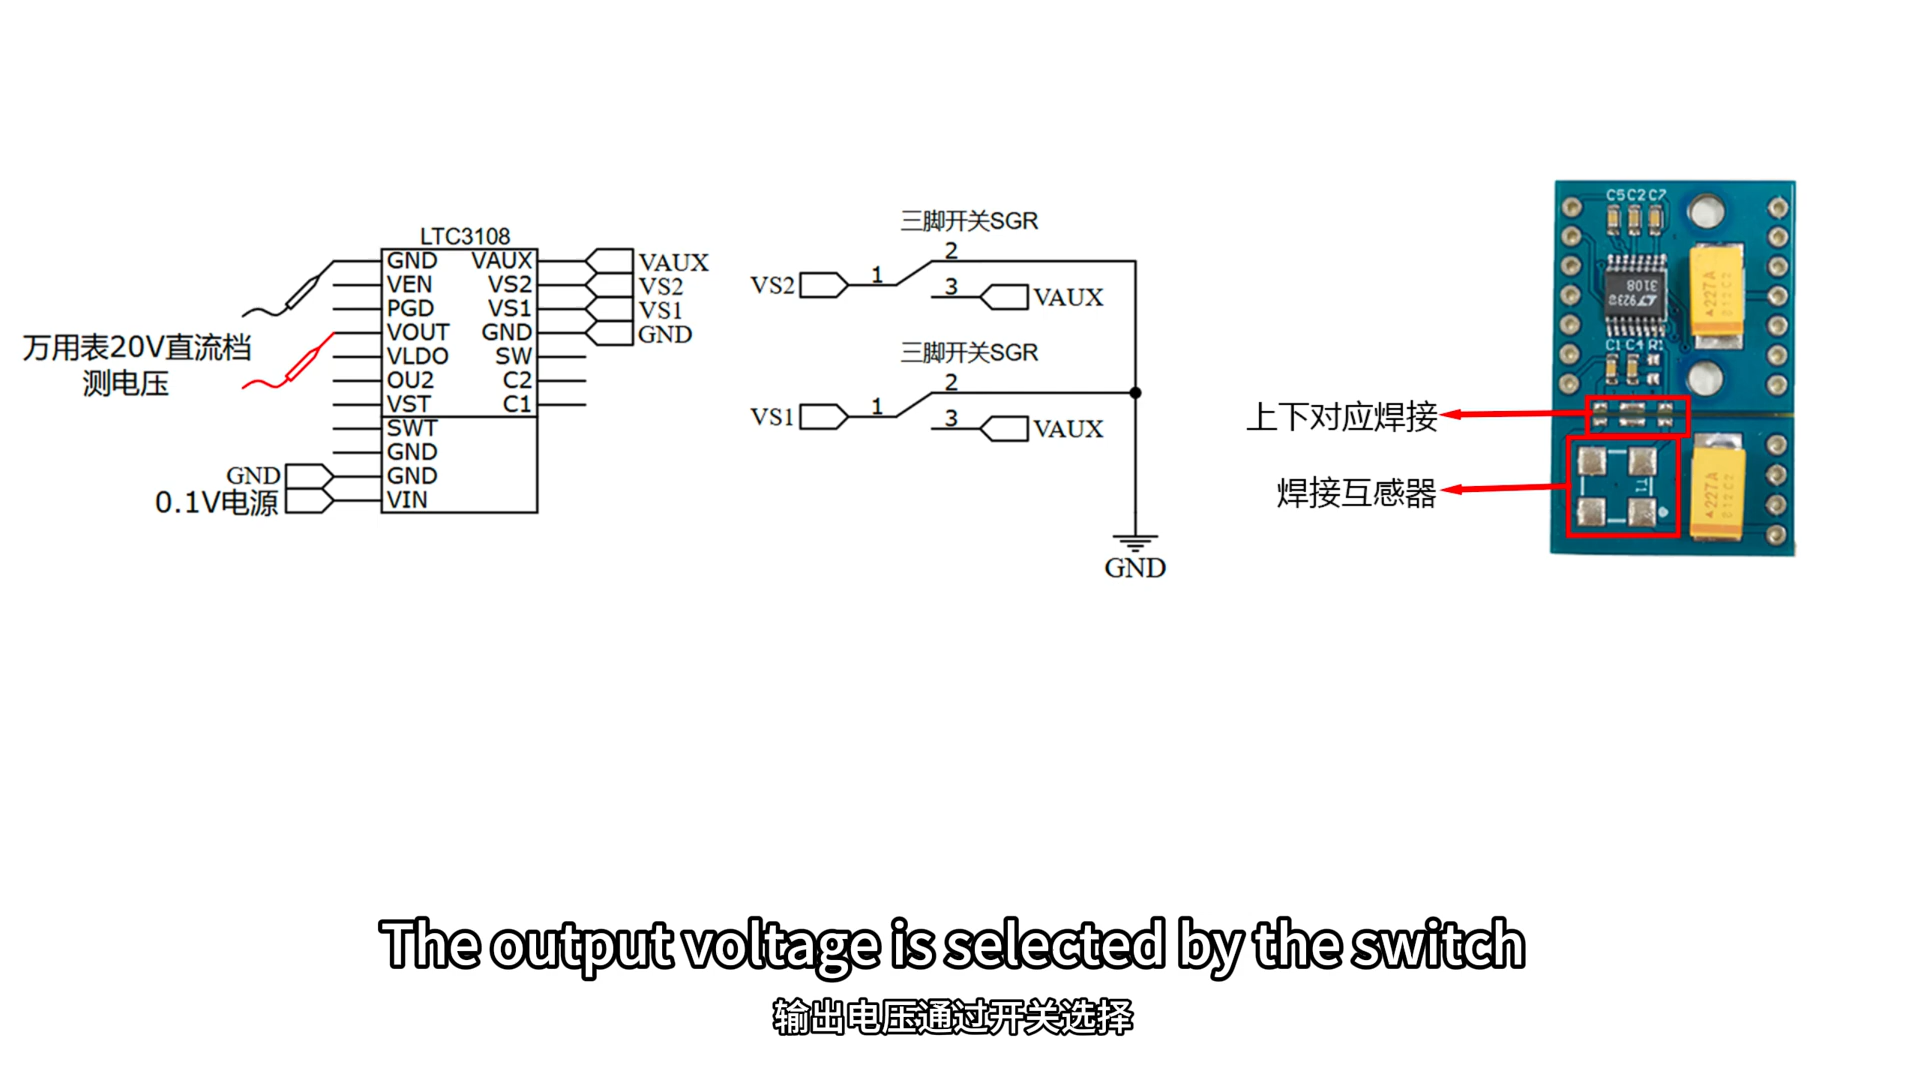 LTC3108
GND VAUX
VEN VS2
PGD VS1
VOUT GND
VLDO SW
OU2 C2
VST C1
SWT
GND
GND
VIN
VAUX
VS2
VS1
GND
万用表20V直流档
测电压
GND
0.1V电源
三脚开关SGR
VS2 1 2
3 VAUX
三脚开关SGR
VS1 1 2
3 VAUX
GND
C5 C2 C7
3108
227A
C1 C4 R1
上下对应焊接
焊接互感器
T1
227A
The output voltage is selected by the switch
输出电压通过开关选择